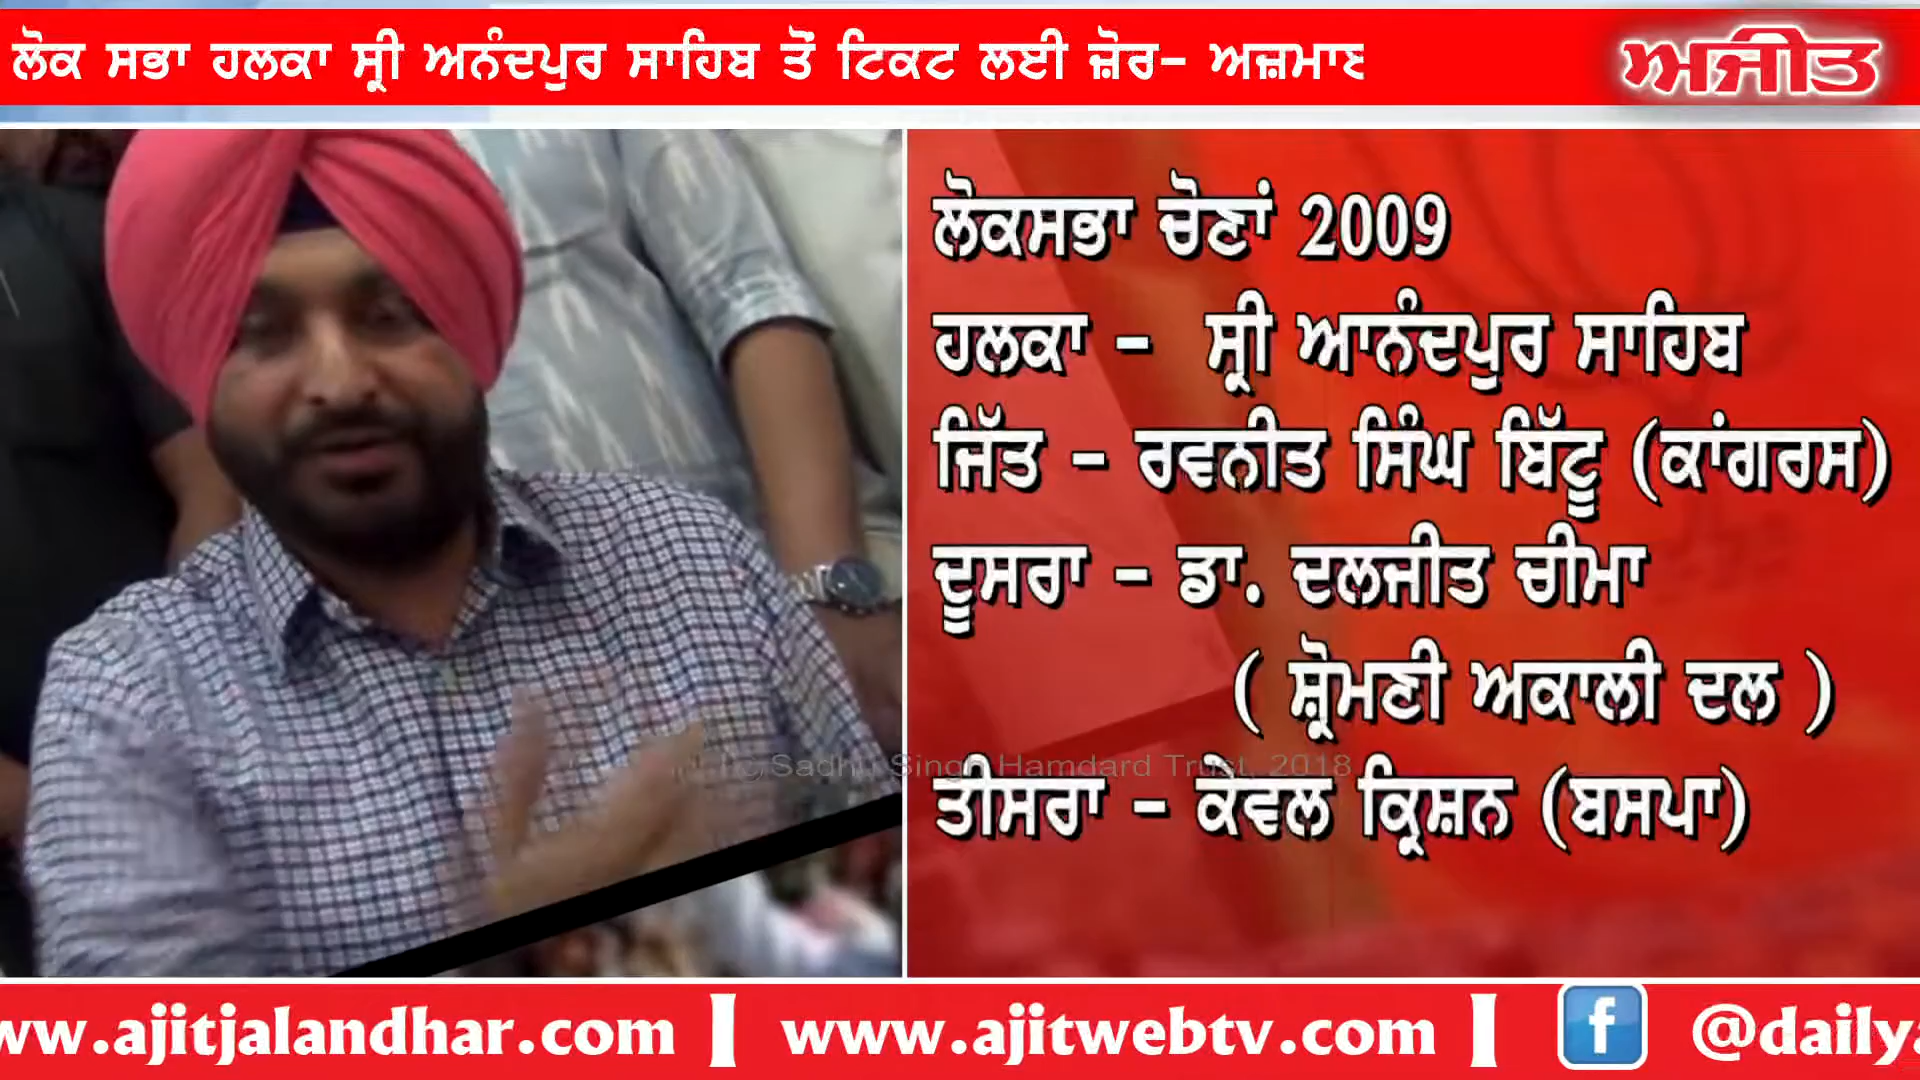 ਲੋਕ ਸਭਾ ਹਲਕਾ ਸ੍ਰੀ ਅਨੰਦਪੁਰ ਸਾਹਿਬ ਤੋਂ ਟਿਕਟ ਲਈ ਜ਼ੋਰ- ਅਜ਼ਮਾਣ
ਅਜੀਤ
ਲੋਕਸਭਾ ਚੋਣਾਂ 2009
ਹਲਕਾ - ਸ੍ਰੀ ਆਨੰਦਪੁਰ ਸਾਹਿਬ
ਜਿੱਤ - ਰਵਨੀਤ ਸਿੰਘ ਬਿੱਟੂ (ਕਾਂਗਰਸ)
ਦੂਸਰਾ - ਡਾ. ਦਲਜੀਤ ਚੀਮਾ
( ਸ਼੍ਰੋਮਣੀ ਅਕਾਲੀ ਦਲ )
Sadhu Singh Hamdard Trust, 2018
ਤੀਸਰਾ - ਕੇਵਲ ਕ੍ਰਿਸ਼ਨ (ਬਸਪਾ)
www.ajitjalandhar.com | www.ajitwebtv.com | f @daily